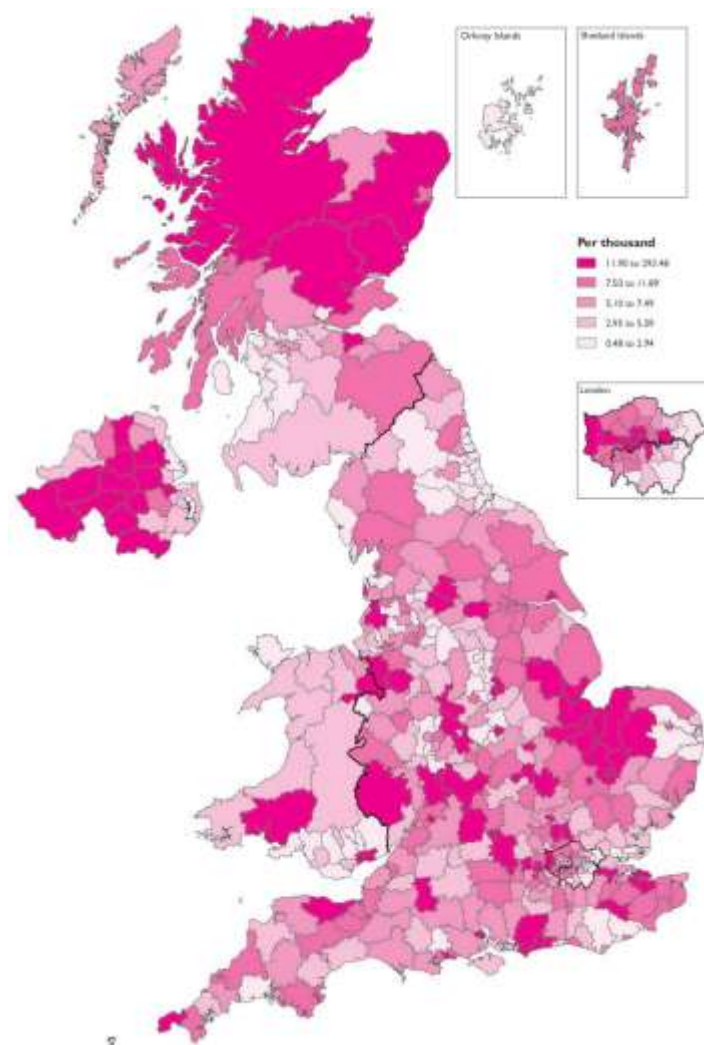 Orkney Islands
Shetland Islands
Per thousand
11.90 to 293.46
7.50 to 11.89
5.10 to 7.49
2.95 to 5.09
0.48 to 2.94
London